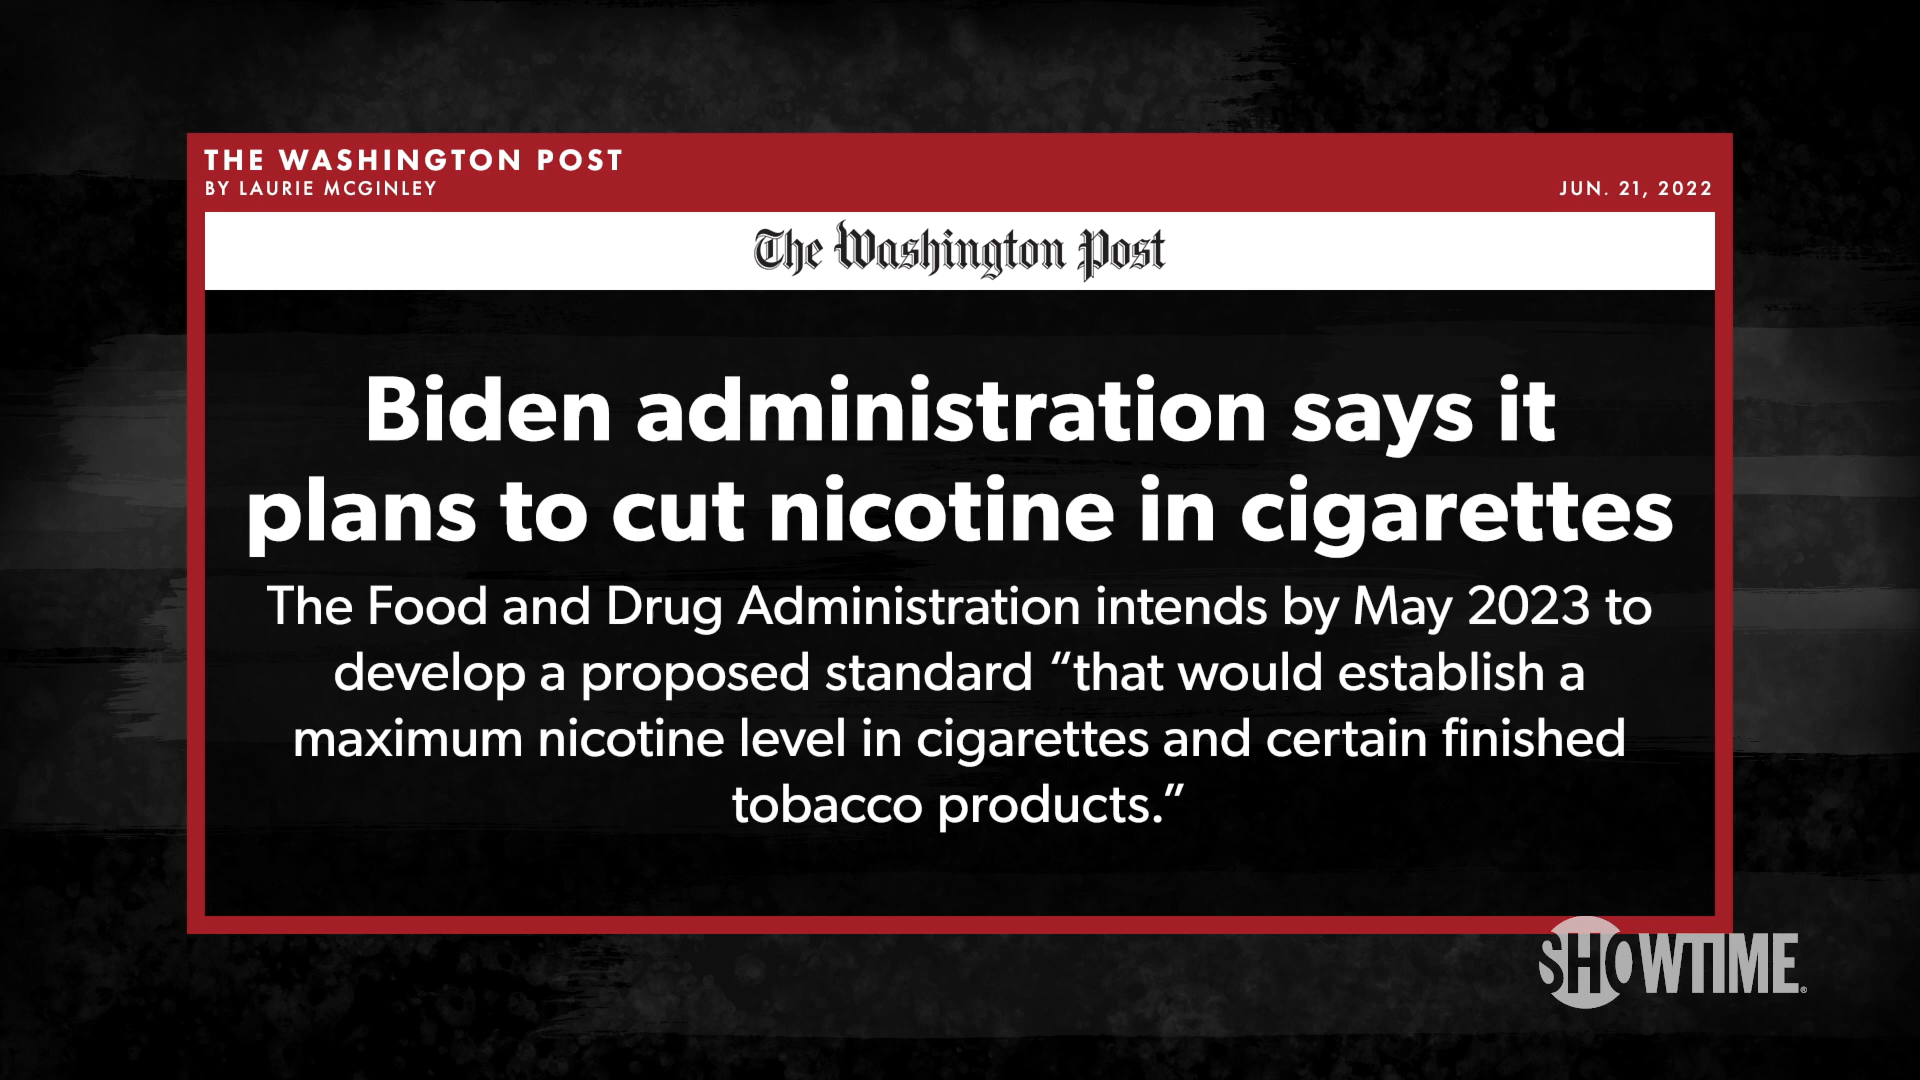 THE WASHINGTON POST
BY LAURIE MCGINLEY
JUN. 21, 2022
The Washington Post
Biden administration says it
plans to cut nicotine in cigarettes
The Food and Drug Administration intends by May 2023 to
develop a proposed standard “that would establish a
maximum nicotine level in cigarettes and certain finished
tobacco products.”
SHOWTIME®